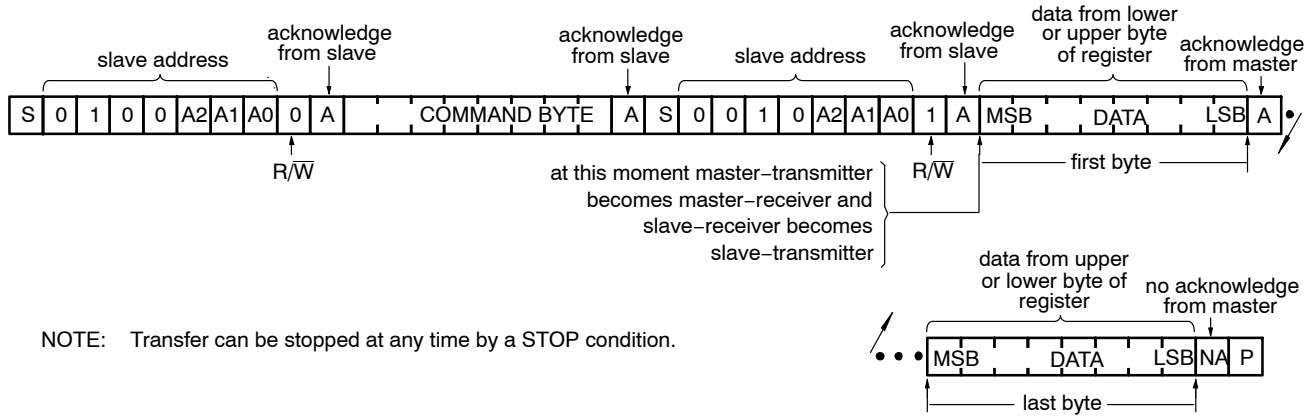 slave address
acknowledge
from slave
acknowledge
from slave
slave address
acknowledge
from slave
data from lower
or upper byte
of register
acknowledge
from master
S 0 1 0 0 A2 A1 A0 0 A COMMAND BYTE A S 0 0 1 0 A2 A1 A0 1 A MSB DATA LSB A
R/W̅
R/W̅
first byte
at this moment master−transmitter
becomes master−receiver and
slave−receiver becomes
slave−transmitter
data from upper
or lower byte of
register
no acknowledge
from master
NOTE: Transfer can be stopped at any time by a STOP condition.
MSB DATA LSB NA P
last byte